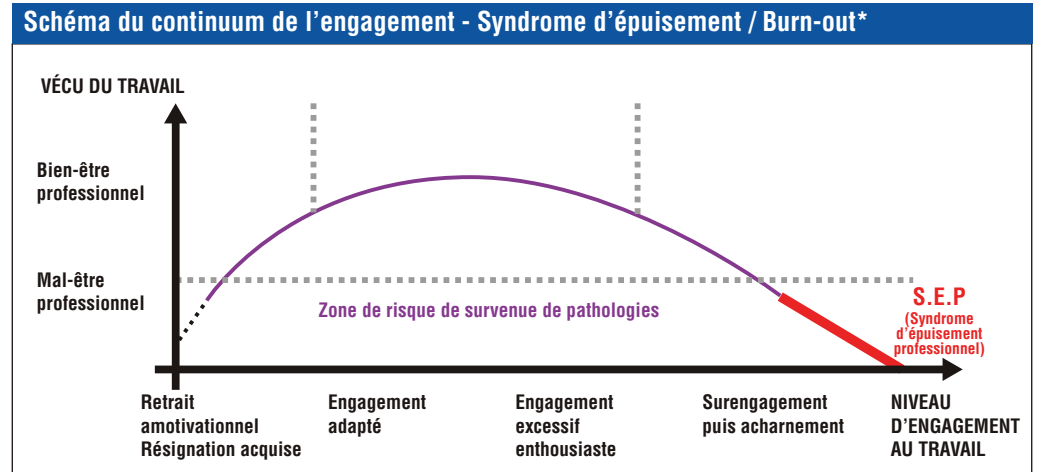 Schéma du continuum de l'engagement - Syndrome d'épuisement / Burn-out*
VÉCU DU TRAVAIL
Bien-être
professionnel
Mal-être
professionnel
Zone de risque de survenue de pathologies
S.E.P
(Syndrome
d'épuisement
professionnel)
Retrait
amotivationnel
Résignation acquise
Engagement
adapté
Engagement
excessif
enthousiaste
Surengagement
puis acharnement
NIVEAU
D'ENGAGEMENT
AU TRAVAIL